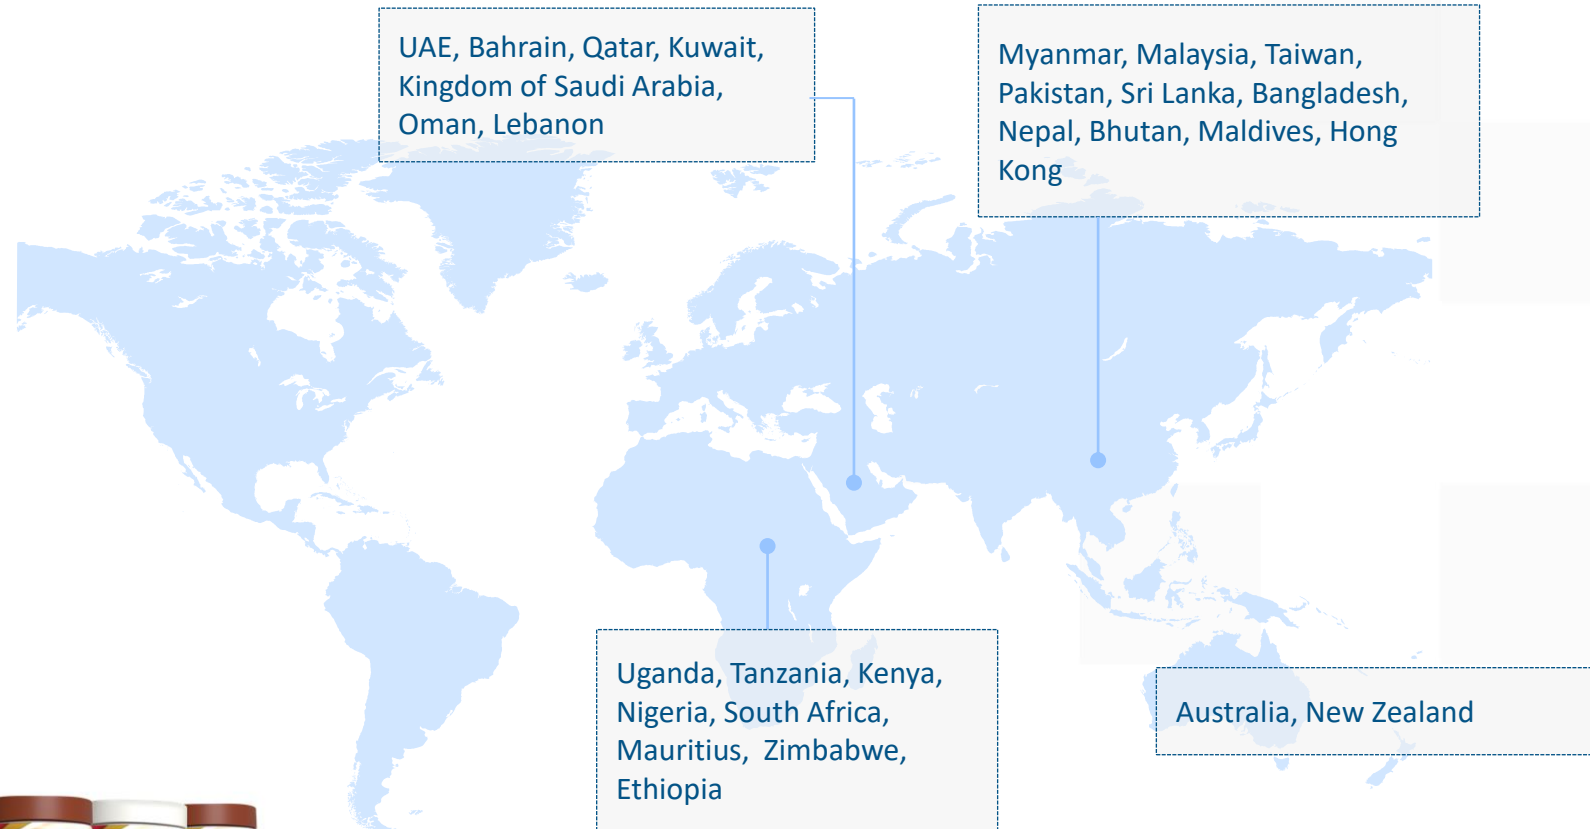 UAE, Bahrain, Qatar, Kuwait,
Kingdom of Saudi Arabia,
Oman, Lebanon
Myanmar, Malaysia, Taiwan,
Pakistan, Sri Lanka, Bangladesh,
Nepal, Bhutan, Maldives, Hong
Kong
Uganda, Tanzania, Kenya,
Nigeria, South Africa,
Mauritius,  Zimbabwe,
Ethiopia
Australia, New Zealand